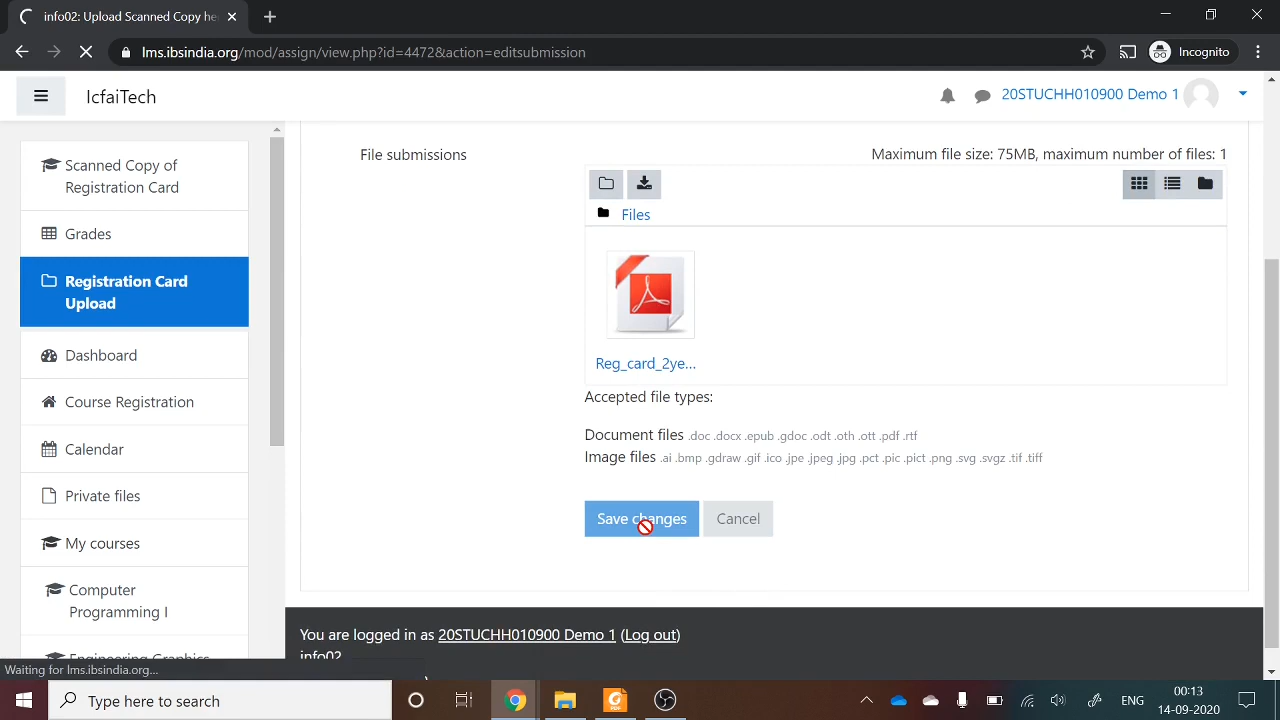 info02: Upload Scanned Copy he
lms.ibsindia.org/mod/assign/view.php?id=4472&action=editsubmission
Incognito
IcfaiTech
20STUCHH010900 Demo 1
Scanned Copy of
Registration Card
Grades
Registration Card
Upload
Dashboard
Course Registration
Calendar
Private files
My courses
Computer
Programming I
Engineering Graphics
File submissions
Maximum file size: 75MB, maximum number of files: 1
Files
Reg_card_2ye...
Accepted file types:
Document files .doc .docx .epub .gdoc .odt .oth .ott .pdf .rtf
Image files .ai .bmp .gdraw .gif .ico .jpe .jpeg .jpg .pct .pic .pict .png .svg .svgz .tif .tiff
Save changes
Cancel
You are logged in as 20STUCHH010900 Demo 1 (Log out)
info02
Waiting for lms.ibsindia.org...
Type here to search
ENG
00:13
14-09-2020